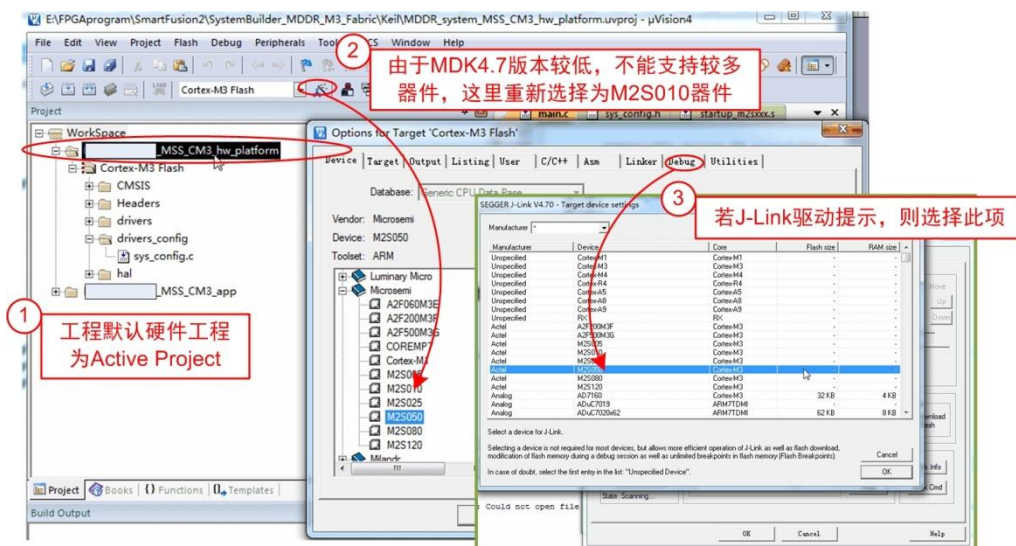 E:\FPGAprogram\SmartFusion2\SystemBuilder_MDDR_M3_Fabric\Keil\MDDR_system_MSS_CM3_hw_platform.uvproj - µVision4
File Edit View Project Flash Debug Peripherals Window Help
②
由于MDK4.7版本较低，不能支持较多
器件，这里重新选择为M2S010器件
Cortex-M3 Flash
Project
main.c sys_config.h startup_m2sxxx.s
WorkSpace
_MSS_CM3_hw_platform
Cortex-M3 Flash
CMSIS
Headers
drivers
drivers_config
sys_config.c
hal
_MSS_CM3_app
①
工程默认硬件工程
为Active Project
Project Books Functions Templates
Build Output
Options for Target 'Cortex-M3 Flash'
Device Target Output Listing User C/C++ Asm Linker Debug Utilities
Database: Generic CPU Data Base
Vendor: Microsemi
Device: M2S050
Toolset: ARM
Luminary Micro
Microsemi
A2F060M3E
A2F200M3F
A2F500M3G
COREMP7
Cortex-M3
M2S005
M2S010
M2S025
M2S050
M2S080
M2S120
Milandr
③
若J-Link驱动提示，则选择此项
SEGGER J-Link V4.70 - Target device settings
Manufacturer *
Manufacturer Device Core Flash size RAM size
Unspecified Cortex-M1 Cortex-M1 - -
Unspecified Cortex-M3 Cortex-M3 - -
Unspecified Cortex-M4 Cortex-M4 - -
Unspecified Cortex-R4 Cortex-R4 - -
Unspecified Cortex-A5 Cortex-A5 - -
Unspecified Cortex-A8 Cortex-A8 - -
Unspecified Cortex-A9 Cortex-A9 - -
Unspecified RX RX - -
Actel A2F200M3F Cortex-M3 - -
Actel A2F500M3G Cortex-M3 - -
Actel M2S005 Cortex-M3 - -
Actel M2S010 Cortex-M3 - -
Actel Cortex-M3 - -
Actel M2S050 Cortex-M3 - -
Actel M2S080 Cortex-M3 - -
Actel M2S120 Cortex-M3 - -
Analog AD7160 Cortex-M3 32 KB 4 KB
Analog ADuC7019 ARM7TDMI - -
Analog ADuC7020x62 ARM7TDMI 62 KB 8 KB
Select a device for J-Link.
Selecting a device is not required for most devices, but allows more efficient operation of J-Link as well as flash download,
modification of flash memory during a debug session as well as unlimited breakpoints in flash memory (Flash Breakpoints).
In case of doubt, select the first entry in the list: "Unspecified Device".
Cancel
OK
Move
Up
Down
Info
Cmd
State: Scanning...
: Could not open file
OK Cancel Help